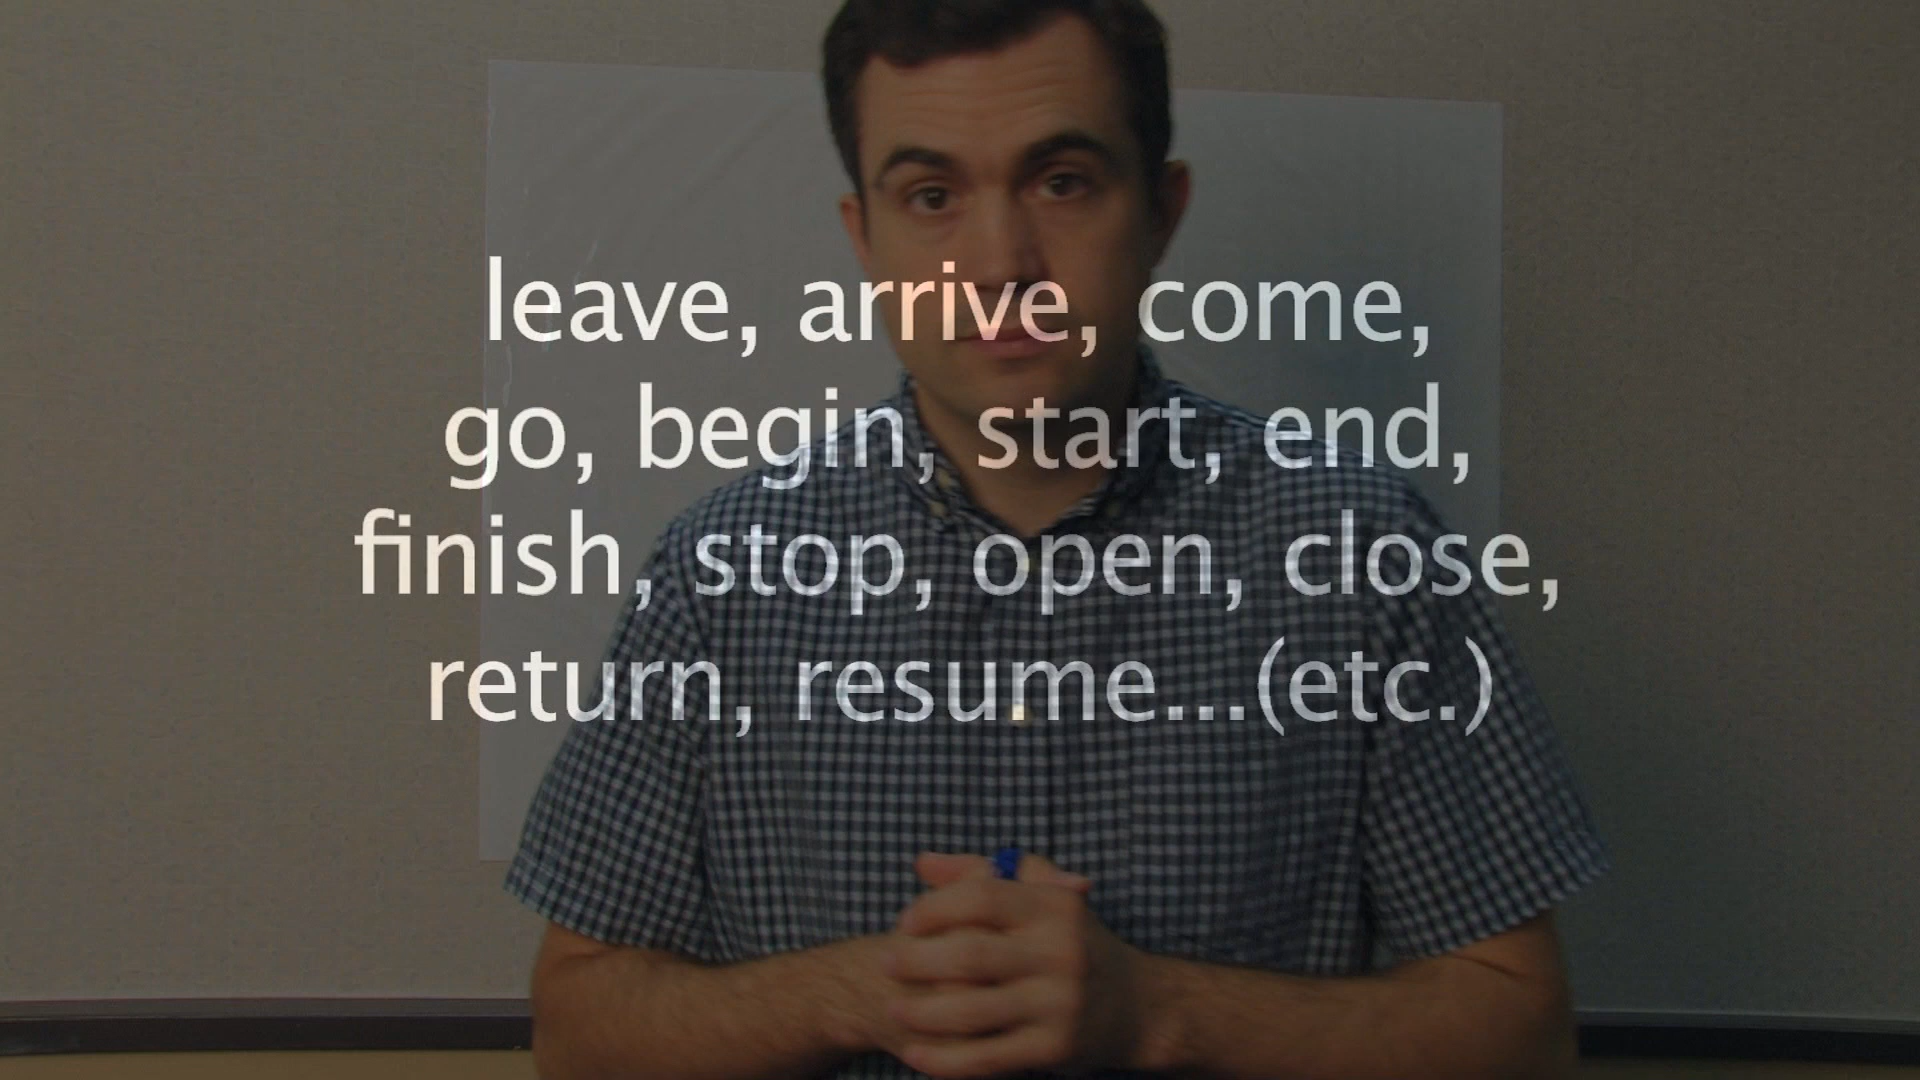 leave, arrive, come,
go, begin, start, end,
finish, stop, open, close,
return, resume...(etc.)